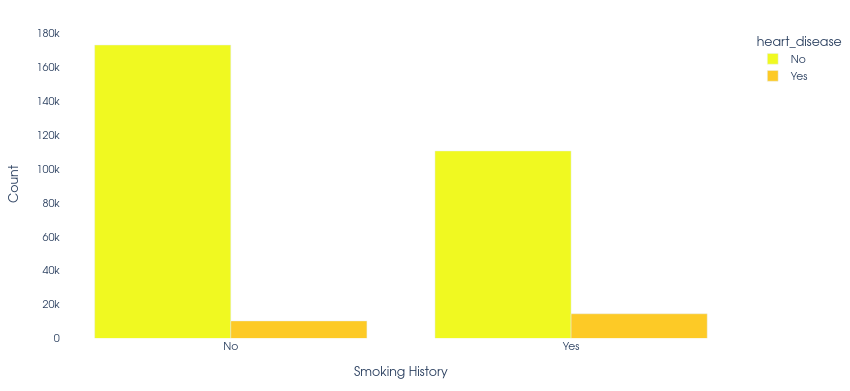 180k
160k
140k
120k
100k
80k
60k
40k
20k
0
Count
No
Yes
Smoking History
heart_disease
No
Yes